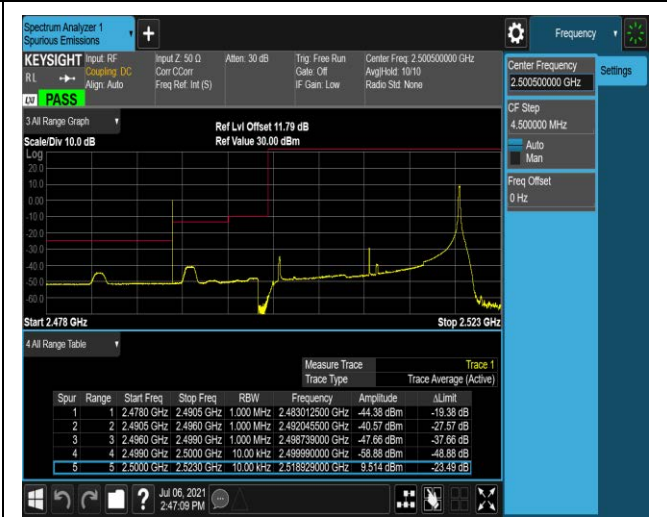 Spectrum Analyzer 1
Spurious Emissions
Frequency
KEYSIGHT
RL
PASS
Input: RF
Coupling: DC
Align: Auto
Input Z: 50 Ω
Corr CCorr
Freq Ref: Int (S)
Atten: 30 dB
Trig: Free Run
Gate: Off
IF Gain: Low
Center Freq: 2.500500000 GHz
Avg|Hold: 10/10
Radio Std: None
Center Frequency
2.500500000 GHz
Settings
CF Step
4.500000 MHz
Auto
Man
Freq Offset
0 Hz
3 All Range Graph
Scale/Div 10.0 dB
Ref Lvl Offset 11.79 dB
Ref Value 30.00 dBm
Log
20.0
10.0
0.00
-10.0
-20.0
-30.0
-40.0
-50.0
-60.0
Start 2.478 GHz
Stop 2.523 GHz
4 All Range Table
Measure Trace Trace 1
Trace Type Trace Average (Active)
Spur Range Start Freq Stop Freq RBW Frequency Amplitude ΔLimit
1 1 2.4780 GHz 2.4905 GHz 1.000 MHz 2.483012500 GHz -44.38 dBm -19.38 dB
2 2 2.4905 GHz 2.4960 GHz 1.000 MHz 2.492045500 GHz -40.57 dBm -27.57 dB
3 3 2.4960 GHz 2.4990 GHz 1.000 MHz 2.498739000 GHz -47.66 dBm -37.66 dB
4 4 2.4990 GHz 2.5000 GHz 10.00 kHz 2.499990000 GHz -58.88 dBm -48.88 dB
5 5 2.5000 GHz 2.5230 GHz 10.00 kHz 2.518929000 GHz 9.514 dBm -23.49 dB
?
Jul 06, 2021
2:47:09 PM